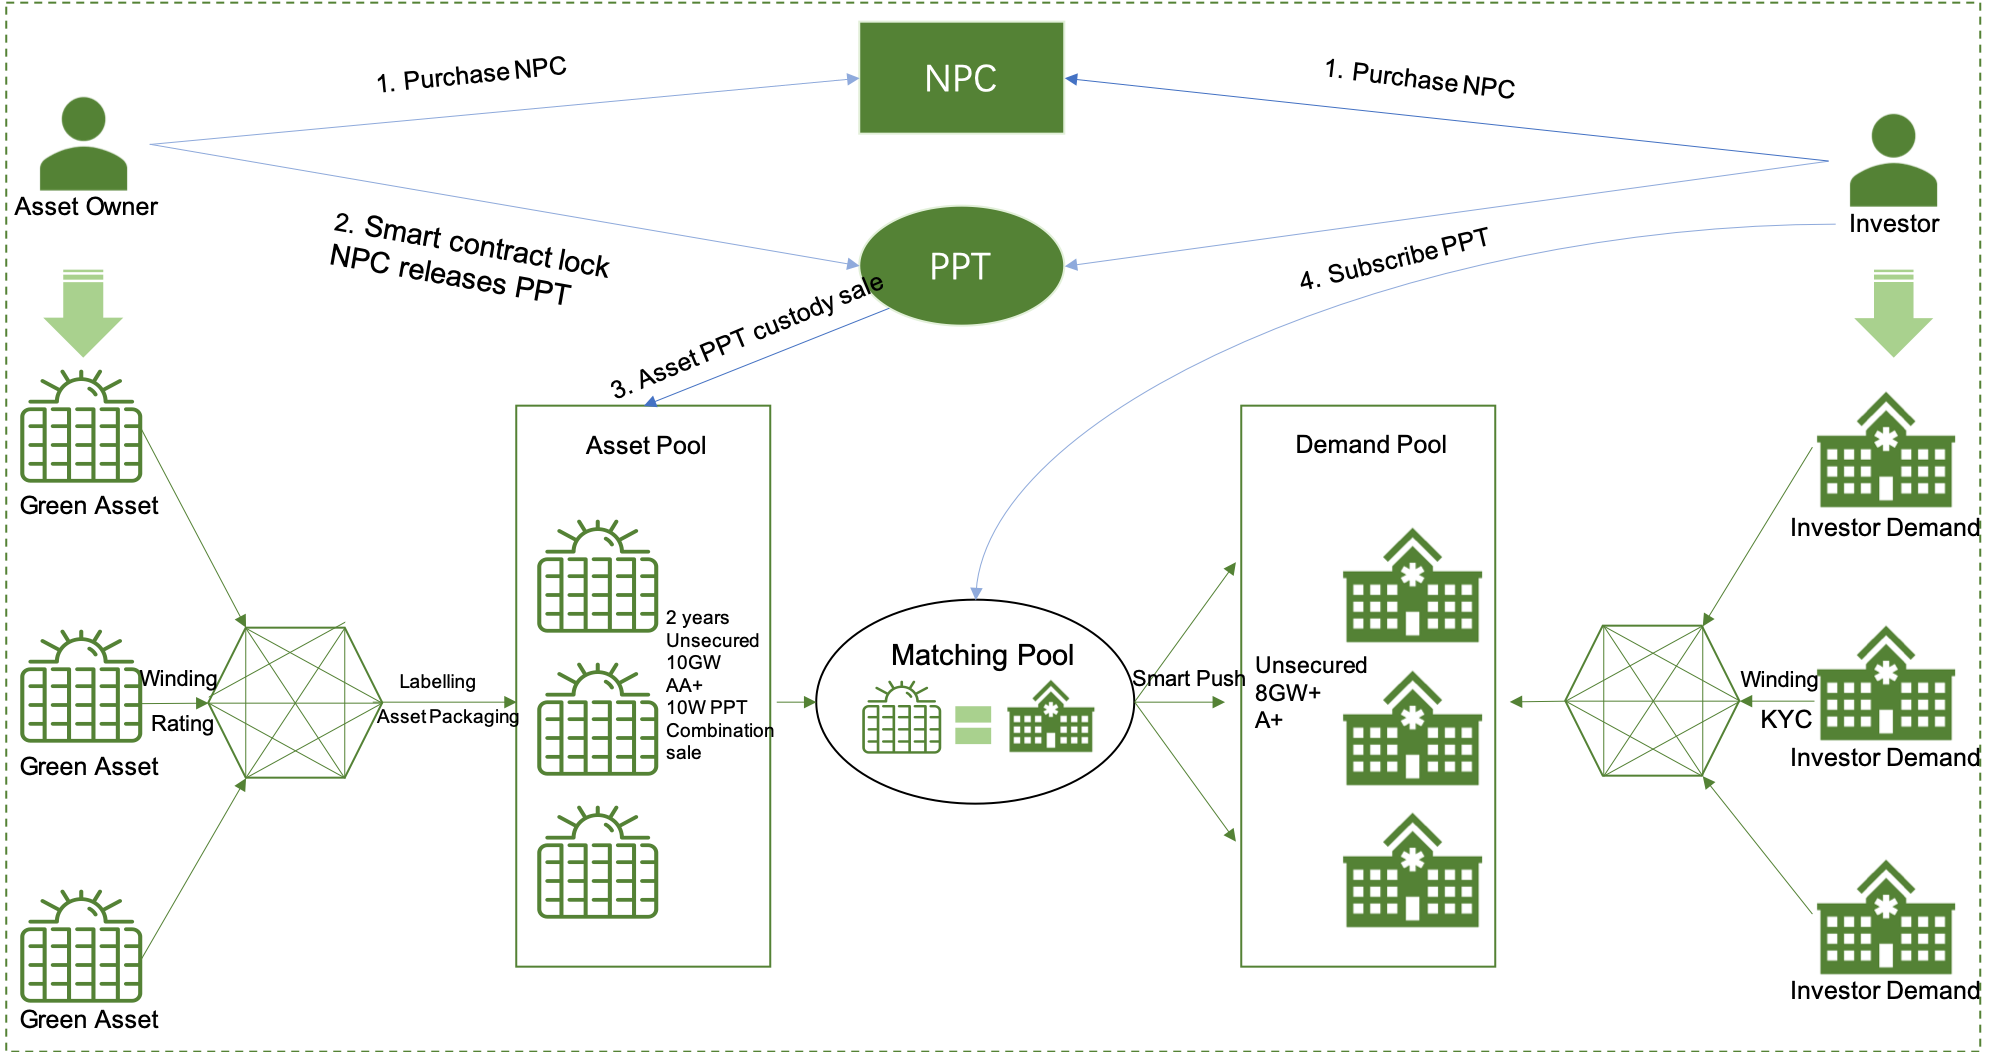 NPC
1. Purchase NPC
1. Purchase NPC
Asset Owner
Investor
2. Smart contract lock
NPC releases PPT
PPT
4. Subscribe PPT
3. Asset PPT custody sale
Asset Pool
Demand Pool
Green Asset
Investor Demand
2 years
Unsecured
10GW
AA+
10W PPT
Combination
sale
Matching Pool
Smart Push
Unsecured
8GW+
A+
Winding
Rating
Labelling
Asset Packaging
Winding
KYC
Green Asset
Investor Demand
Green Asset
Investor Demand